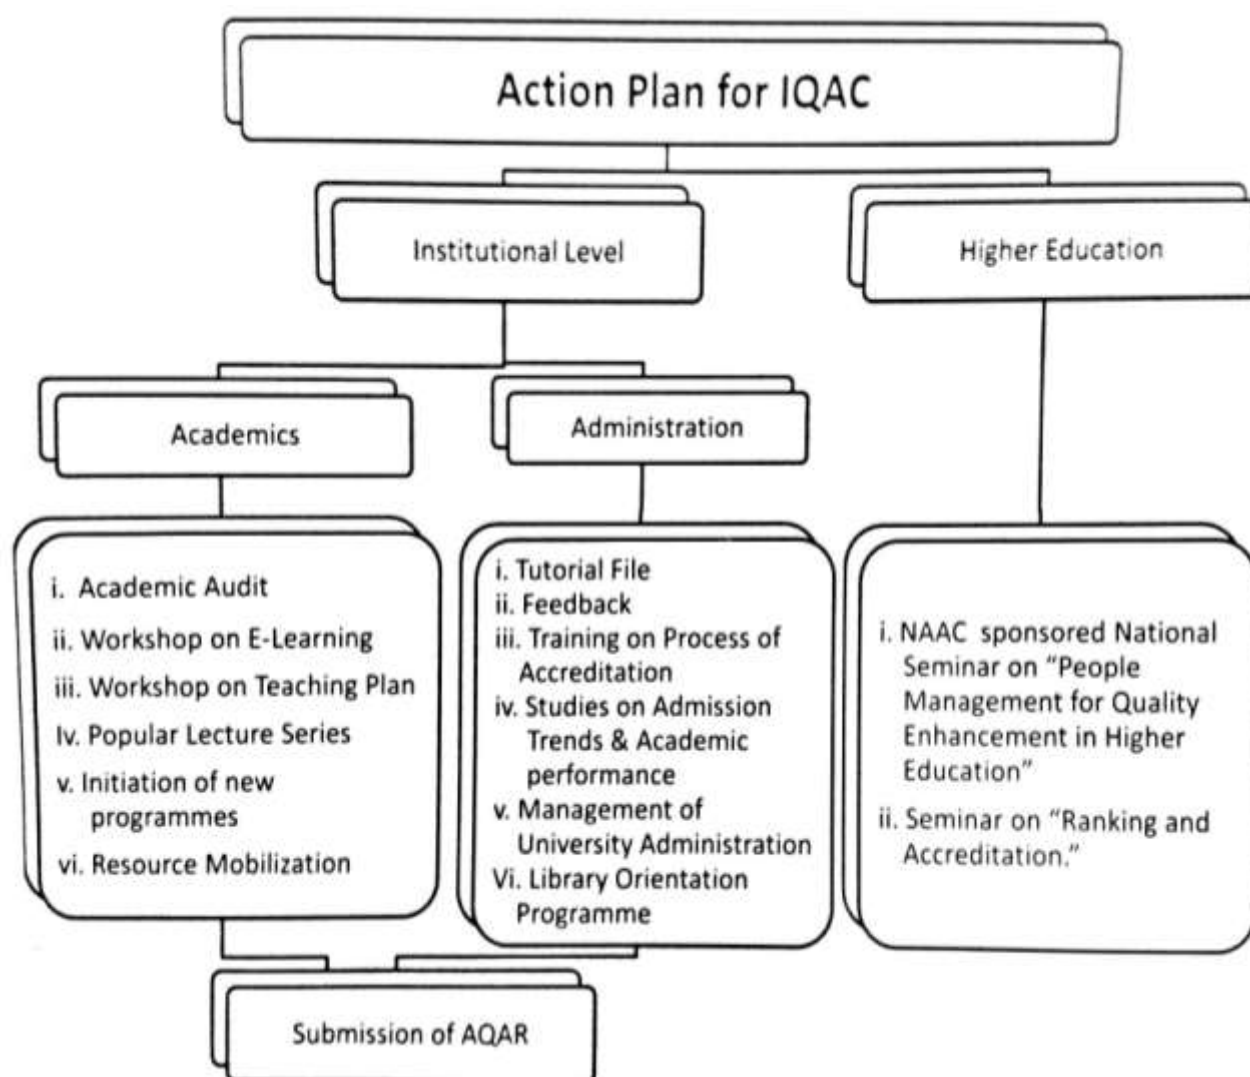 Action Plan for IQAC
Institutional Level
Higher Education
Academics
Administration
i. Academic Audit
ii. Workshop on E-Learning
iii. Workshop on Teaching Plan
Iv. Popular Lecture Series
v. Initiation of new
programmes
vi. Resource Mobilization
i. Tutorial File
ii. Feedback
iii. Training on Process of
Accreditation
iv. Studies on Admission
Trends & Academic
performance
v. Management of
University Administration
Vi. Library Orientation
Programme
i. NAAC sponsored National
Seminar on “People
Management for Quality
Enhancement in Higher
Education”
ii. Seminar on “Ranking and
Accreditation.”
Submission of AQAR